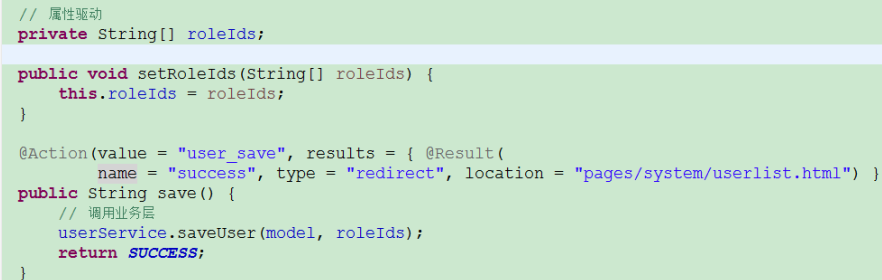 // 属性驱动
private String[] roleIds;
public void setRoleIds(String[] roleIds) {
this.roleIds = roleIds;
}
@Action(value = "user_save", results = { @Result(
name = "success", type = "redirect", location = "pages/system/userlist.html") }
public String save() {
// 调用业务层
userService.saveUser(model, roleIds);
return SUCCESS;
}